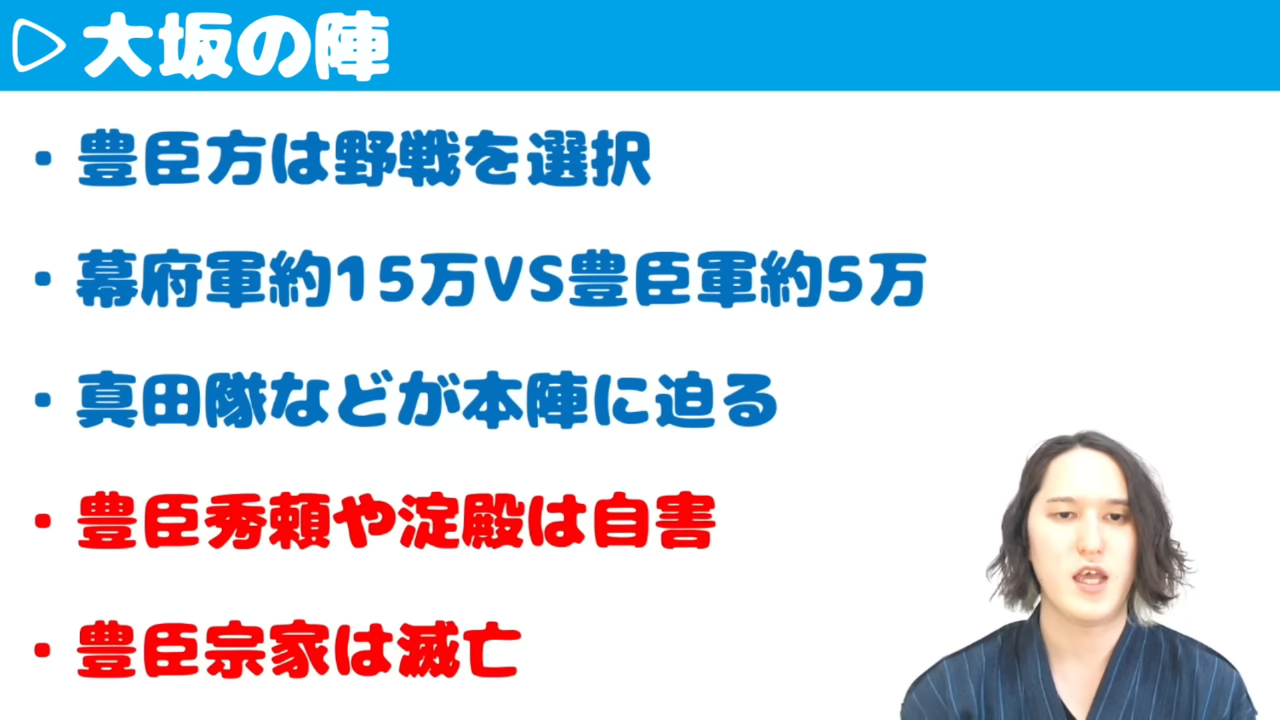 大坂の陣
・豊臣方は野戦を選択
・幕府軍約15万VS豊臣軍約5万
・真田隊などが本陣に迫る
・豊臣秀頼や淀殿は自害
・豊臣宗家は滅亡